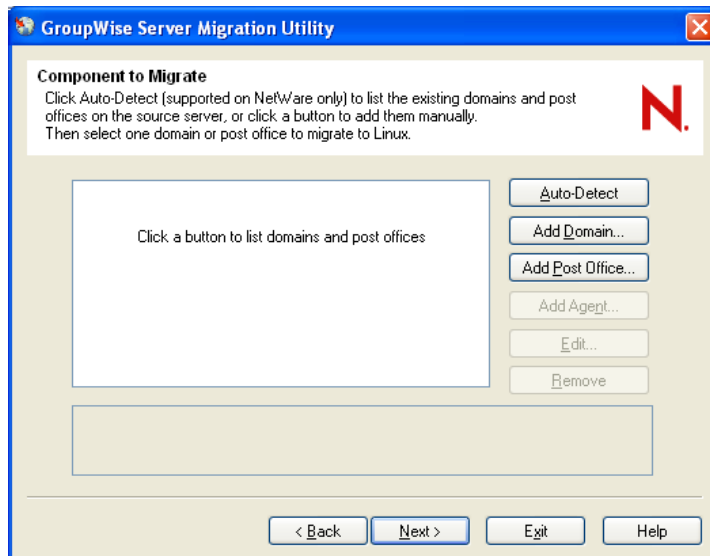 GroupWise Server Migration Utility
Component to Migrate
Click Auto-Detect (supported on NetWare only) to list the existing domains and post
offices on the source server, or click a button to add them manually.
Then select one domain or post office to migrate to Linux.
N.
Click a button to list domains and post offices
Auto-Detect
Add Domain...
Add Post Office...
Add Agent...
Edit...
Remove
< Back
Next >
Exit
Help